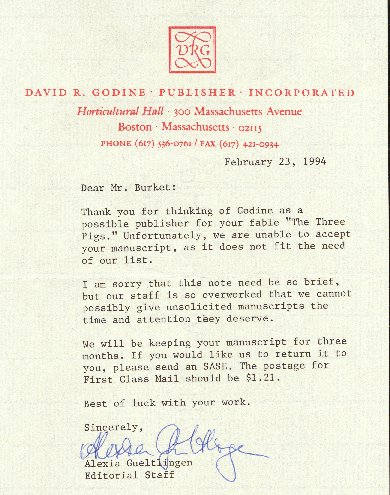 DRG
DAVID R. GODINE · PUBLISHER · INCORPORATED
Horticultural Hall · 300 Massachusetts Avenue
Boston · Massachusetts · 02115
PHONE (617) 536-0761 / FAX (617) 421-0934
February 23, 1994
Dear Mr. Burket:
Thank you for thinking of Godine as a
possible publisher for your fable "The Three
Pigs." Unfortunately, we are unable to accept
your manuscript, as it does not fit the need
of our list.
I am sorry that this note need be so brief,
but our staff is so overworked that we cannot
possibly give unsolicited manuscripts the
time and attention they deserve.
We will be keeping your manuscript for three
months. If you would like us to return it to
you, please send an SASE. The postage for
First Class Mail should be $1.21.
Best of luck with your work.
Sincerely,
Alexia Gueltlingen
Editorial Staff